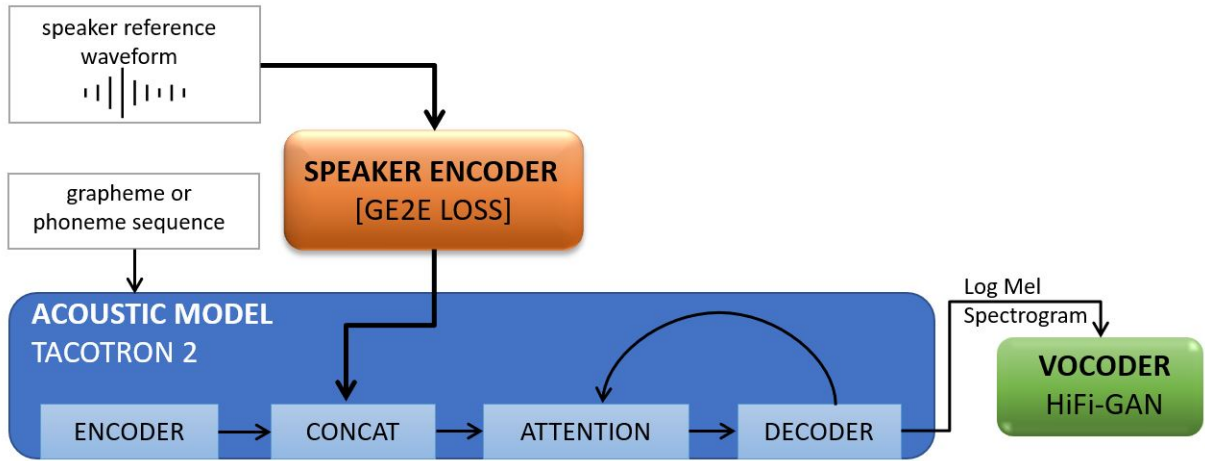 speaker reference
waveform
SPEAKER ENCODER
[GE2E LOSS]
grapheme or
phoneme sequence
ACOUSTIC MODEL
TACOTRON 2
Log Mel
Spectrogram
VOCODER
HiFi-GAN
ENCODER
CONCAT
ATTENTION
DECODER